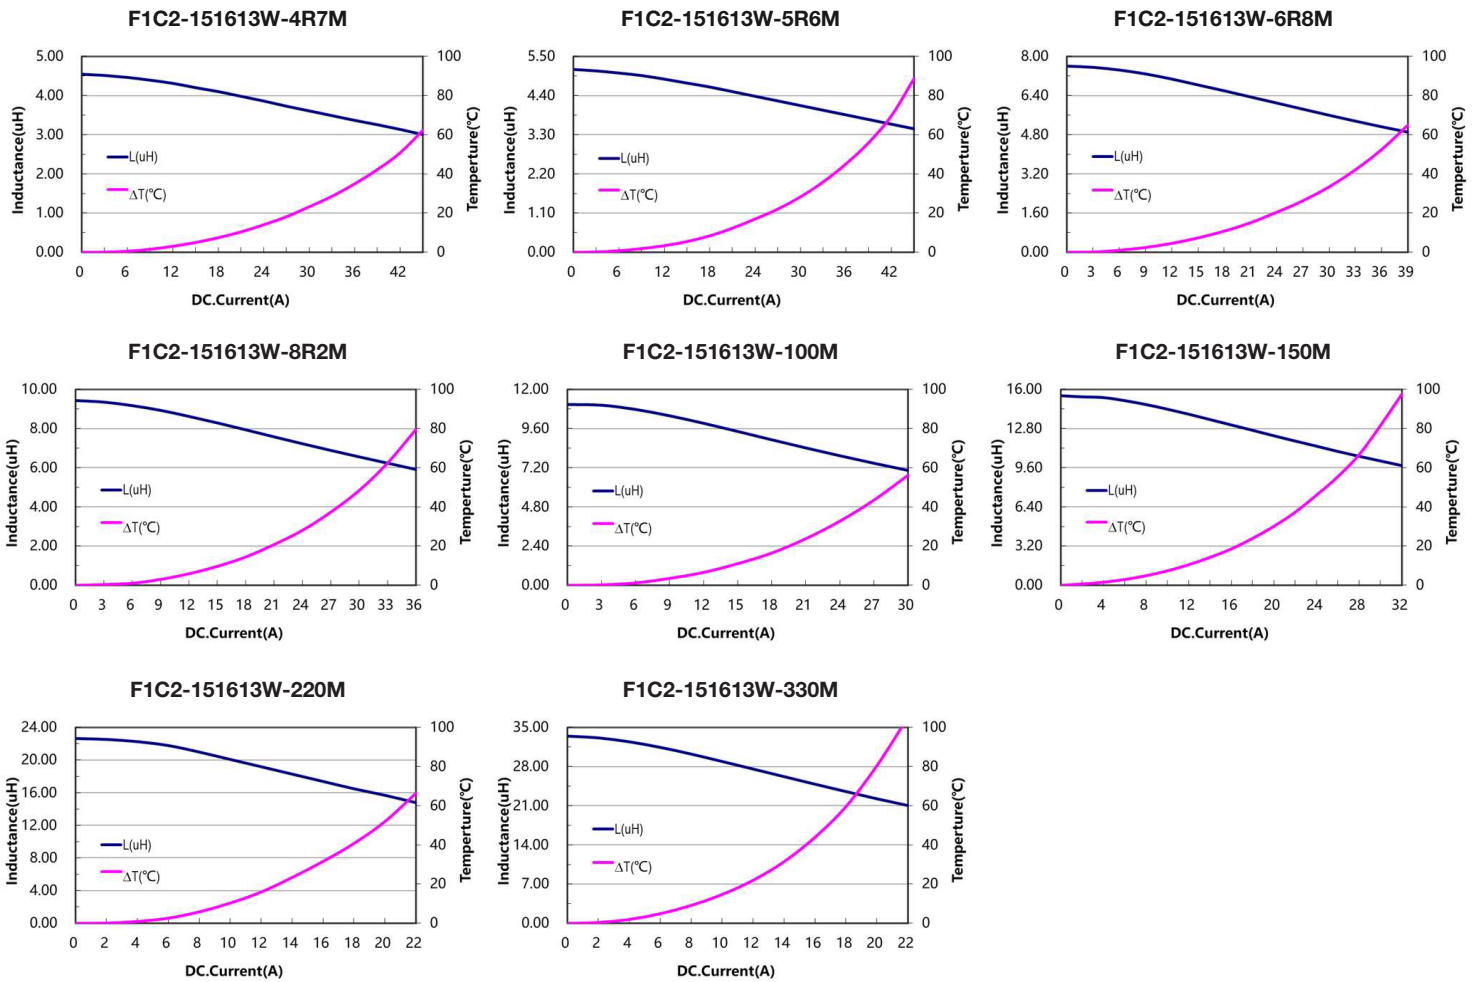 F1C2-151613W-4R7M
5.00
4.00
3.00
2.00
1.00
0.00
100
80
60
40
20
0
0 6 12 18 24 30 36 42
Inductance(uH)
Temperture(℃)
L(uH)
ΔT(℃)
DC.Current(A)
F1C2-151613W-5R6M
5.50
4.40
3.30
2.20
1.10
0.00
100
80
60
40
20
0
0 6 12 18 24 30 36 42
Inductance(uH)
Temperture(℃)
L(uH)
ΔT(℃)
DC.Current(A)
F1C2-151613W-6R8M
8.00
6.40
4.80
3.20
1.60
0.00
100
80
60
40
20
0
0 3 6 9 12 15 18 21 24 27 30 33 36 39
Inductance(uH)
Temperture(℃)
L(uH)
ΔT(℃)
DC.Current(A)
F1C2-151613W-8R2M
10.00
8.00
6.00
4.00
2.00
0.00
100
80
60
40
20
0
0 3 6 9 12 15 18 21 24 27 30 33 36
Inductance(uH)
Temperture(℃)
L(uH)
ΔT(℃)
DC.Current(A)
F1C2-151613W-100M
12.00
9.60
7.20
4.80
2.40
0.00
100
80
60
40
20
0
0 3 6 9 12 15 18 21 24 27 30
Inductance(uH)
Temperture(℃)
L(uH)
ΔT(℃)
DC.Current(A)
F1C2-151613W-150M
16.00
12.80
9.60
6.40
3.20
0.00
100
80
60
40
20
0
0 4 8 12 16 20 24 28 32
Inductance(uH)
Temperture(℃)
L(uH)
ΔT(℃)
DC.Current(A)
F1C2-151613W-220M
24.00
20.00
16.00
12.00
8.00
4.00
0.00
100
80
60
40
20
0
0 2 4 6 8 10 12 14 16 18 20 22
Inductance(uH)
Temperture(℃)
L(uH)
ΔT(℃)
DC.Current(A)
F1C2-151613W-330M
35.00
28.00
21.00
14.00
7.00
0.00
100
80
60
40
20
0
0 2 4 6 8 10 12 14 16 18 20 22
Inductance(uH)
Temperture(℃)
L(uH)
ΔT(℃)
DC.Current(A)